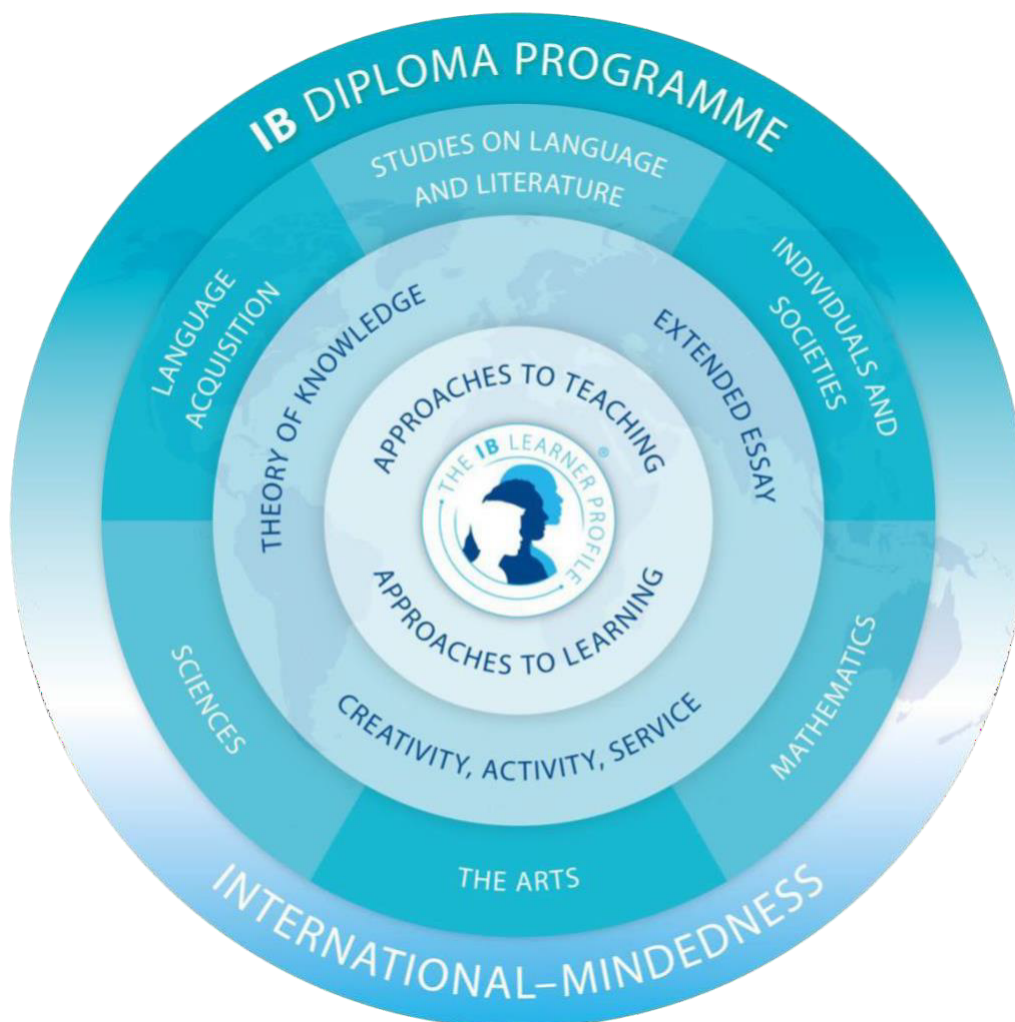 IB DIPLOMA PROGRAMME
STUDIES ON LANGUAGE
AND LITERATURE
LANGUAGE
ACQUISITION
INDIVIDUALS AND
SOCIETIES
THEORY OF KNOWLEDGE
EXTENDED ESSAY
APPROACHES TO TEACHING
THE IB LEARNER PROFILE
®
APPROACHES TO LEARNING
CREATIVITY, ACTIVITY, SERVICE
SCIENCES
MATHEMATICS
THE ARTS
INTERNATIONAL–MINDEDNESS